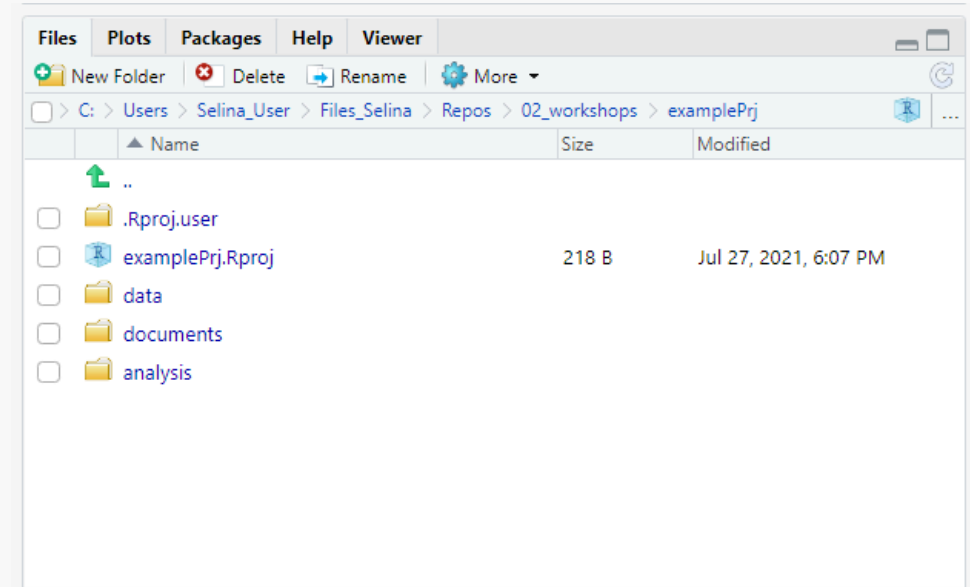 Files Plots Packages Help Viewer
New Folder Delete Rename More
C: > Users > Selina_User > Files_Selina > Repos > 02_workshops > examplePrj R ...
Name Size Modified
..
.Rproj.user
R examplePrj.Rproj 218 B Jul 27, 2021, 6:07 PM
data
documents
analysis